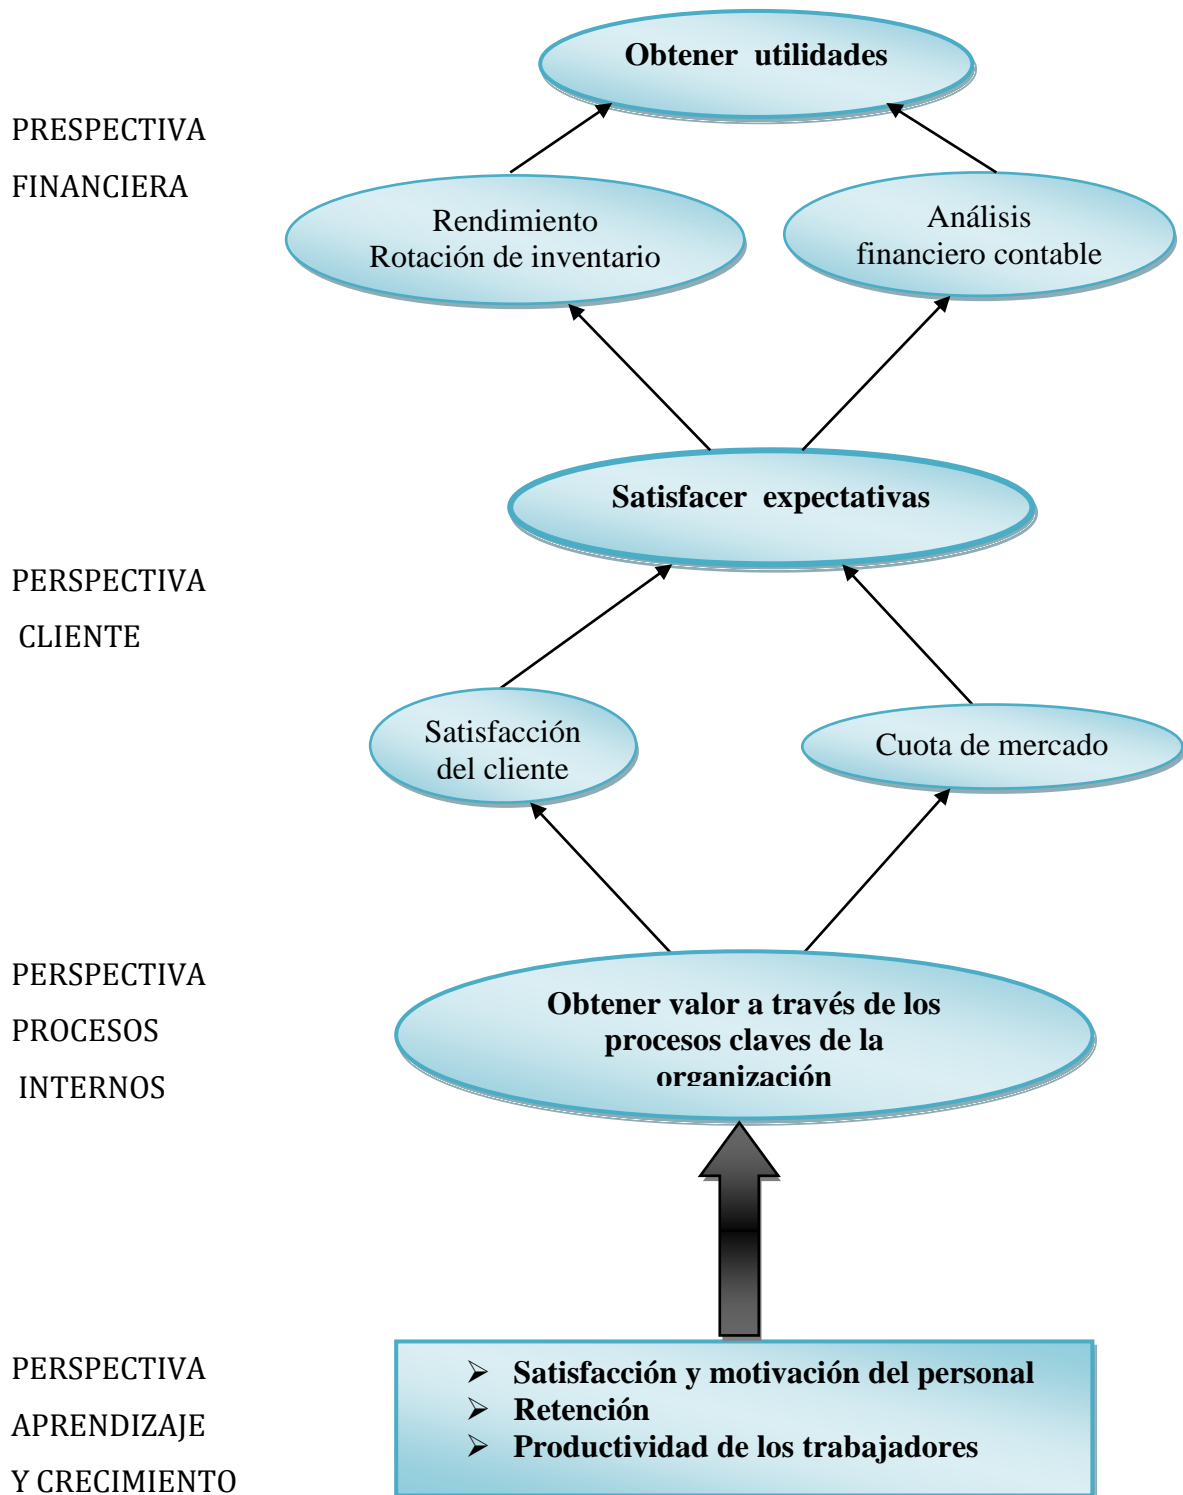 Obtener utilidades
PRESPECTIVA
FINANCIERA
Rendimiento
Rotación de inventario
Análisis
financiero contable
Satisfacer expectativas
PERSPECTIVA
CLIENTE
Satisfacción
del cliente
Cuota de mercado
PERSPECTIVA
PROCESOS
INTERNOS
Obtener valor a través de los
procesos claves de la
organización
PERSPECTIVA
APRENDIZAJE
Y CRECIMIENTO
➢ Satisfacción y motivación del personal
➢ Retención
➢ Productividad de los trabajadores